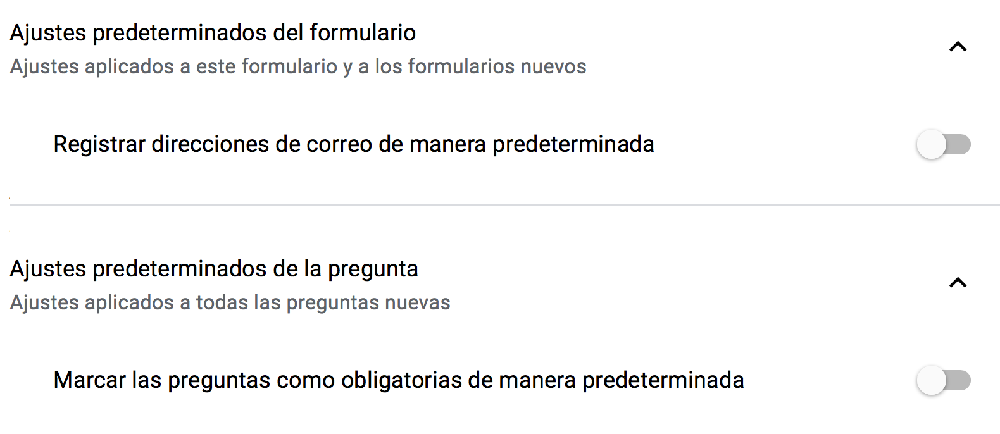 Ajustes predeterminados del formulario
Ajustes aplicados a este formulario y a los formularios nuevos
Registrar direcciones de correo de manera predeterminada
Ajustes predeterminados de la pregunta
Ajustes aplicados a todas las preguntas nuevas
Marcar las preguntas como obligatorias de manera predeterminada